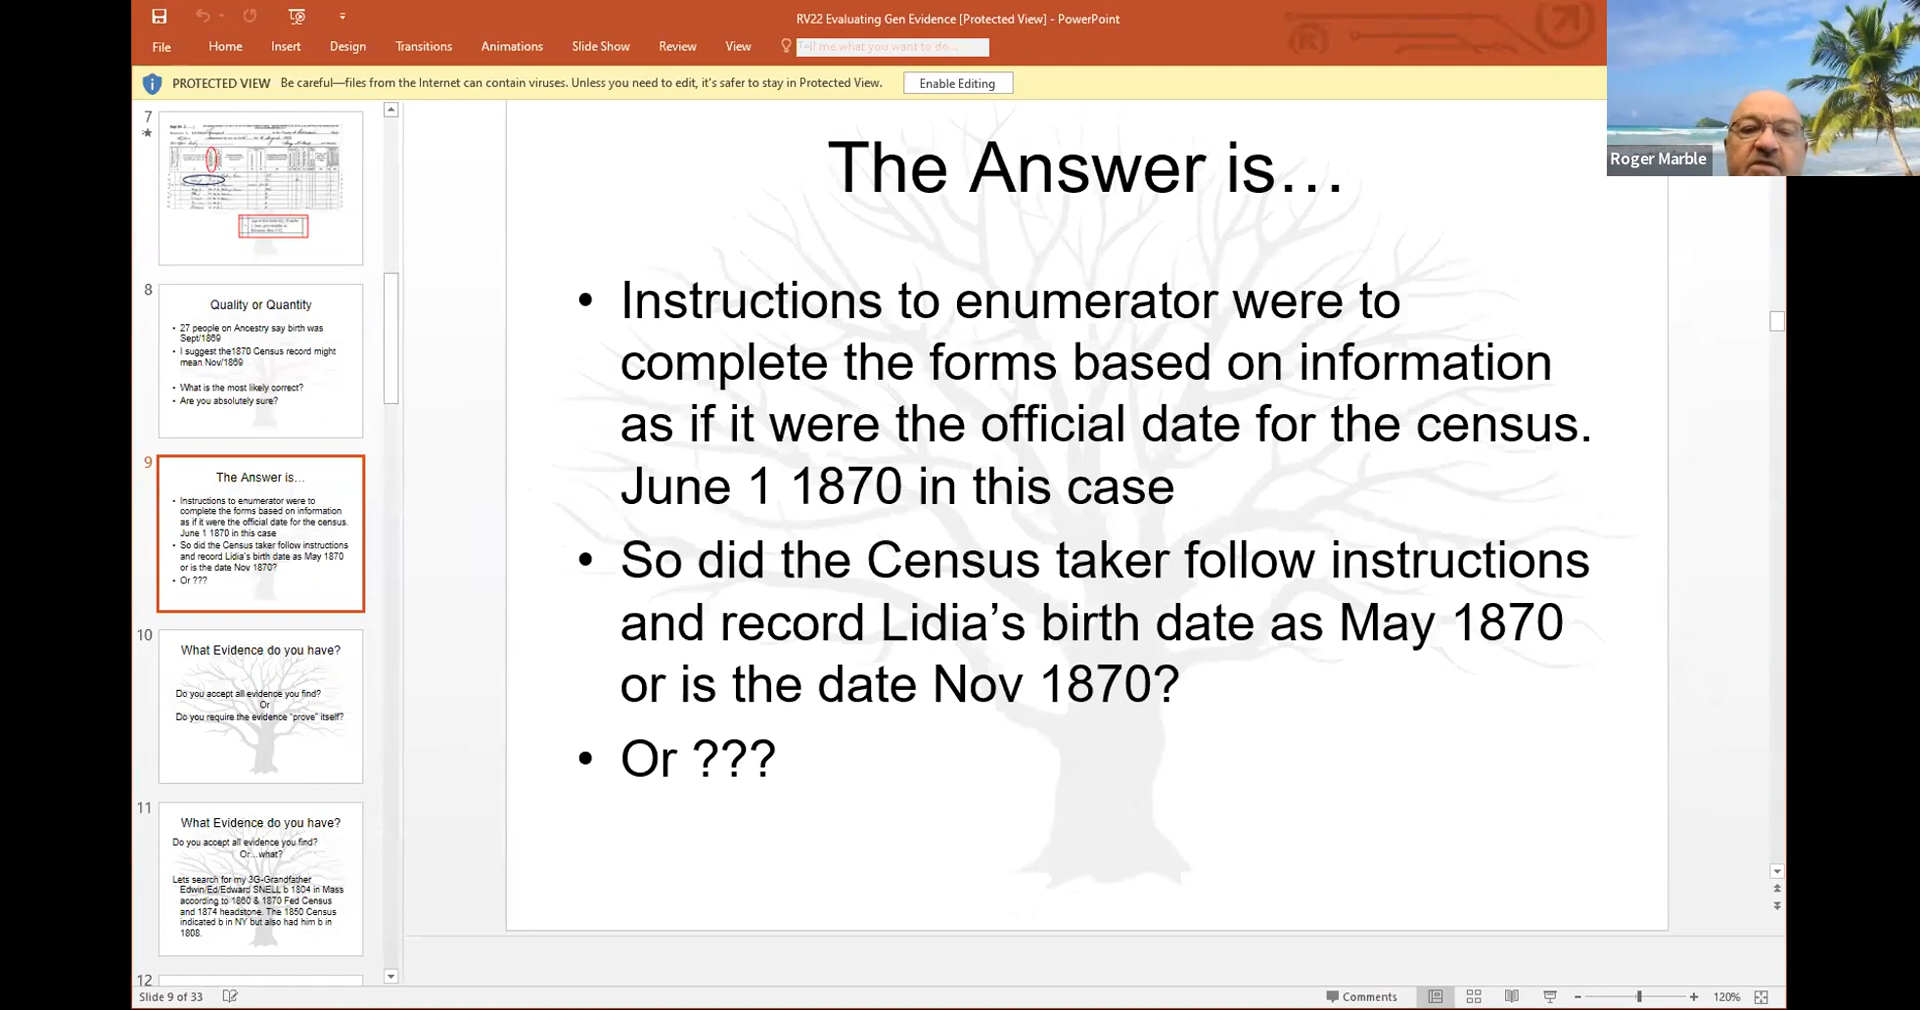 RV22 Evaluating Gen Evidence [Protected View] - PowerPoint
File Home Insert Design Transitions Animations Slide Show Review View Tell me what you want to do...
PROTECTED VIEW Be careful—files from the Internet can contain viruses. Unless you need to edit, it's safer to stay in Protected View. Enable Editing
Roger Marble
7
8
Quality or Quantity
• 27 people on Ancestry say birth was
Sept/1869
• I suggest the1870 Census record might
mean Nov/1869
• What is the most likely correct?
• Are you absolutely sure?
9
The Answer is…
• Instructions to enumerator were to
complete the forms based on information
as if it were the official date for the census.
June 1 1870 in this case
• So did the Census taker follow instructions
and record Lidia's birth date as May 1870
or is the date Nov 1870?
• Or ???
10
What Evidence do you have?
Do you accept all evidence you find?
Or
Do you require the evidence "prove" itself?
11
What Evidence do you have?
Do you accept all evidence you find?
Or…what?
Lets search for my 3G-Grandfather
Edwin/Ed/Edward SNELL b 1804 in Mass
according to 1860 & 1870 Fed Census
and 1874 headstone. The 1850 Census
indicated b in NY but also had him b in
1808.
12
The Answer is…
• Instructions to enumerator were to
complete the forms based on information
as if it were the official date for the census.
June 1 1870 in this case
• So did the Census taker follow instructions
and record Lidia's birth date as May 1870
or is the date Nov 1870?
• Or ???
Slide 9 of 33
Comments
120%